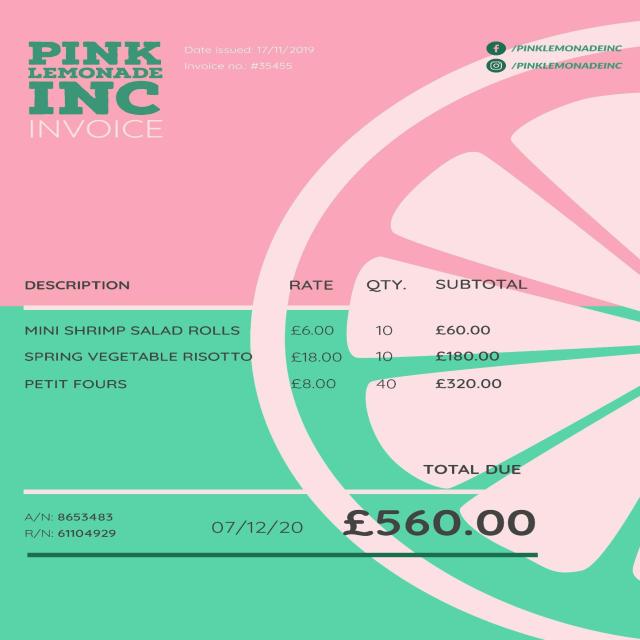 PINK
LEMONADE
INC
INVOICE
Date issued: 17/11/2019
Invoice no.: #35455
/PINKLEMONADEINC
/PINKLEMONADEINC
DESCRIPTION RATE QTY. SUBTOTAL
MINI SHRIMP SALAD ROLLS £6.00 10 £60.00
SPRING VEGETABLE RISOTTO £18.00 10 £180.00
PETIT FOURS £8.00 40 £320.00
TOTAL DUE
A/N: 8653483
R/N: 61104929
07/12/20
£560.00